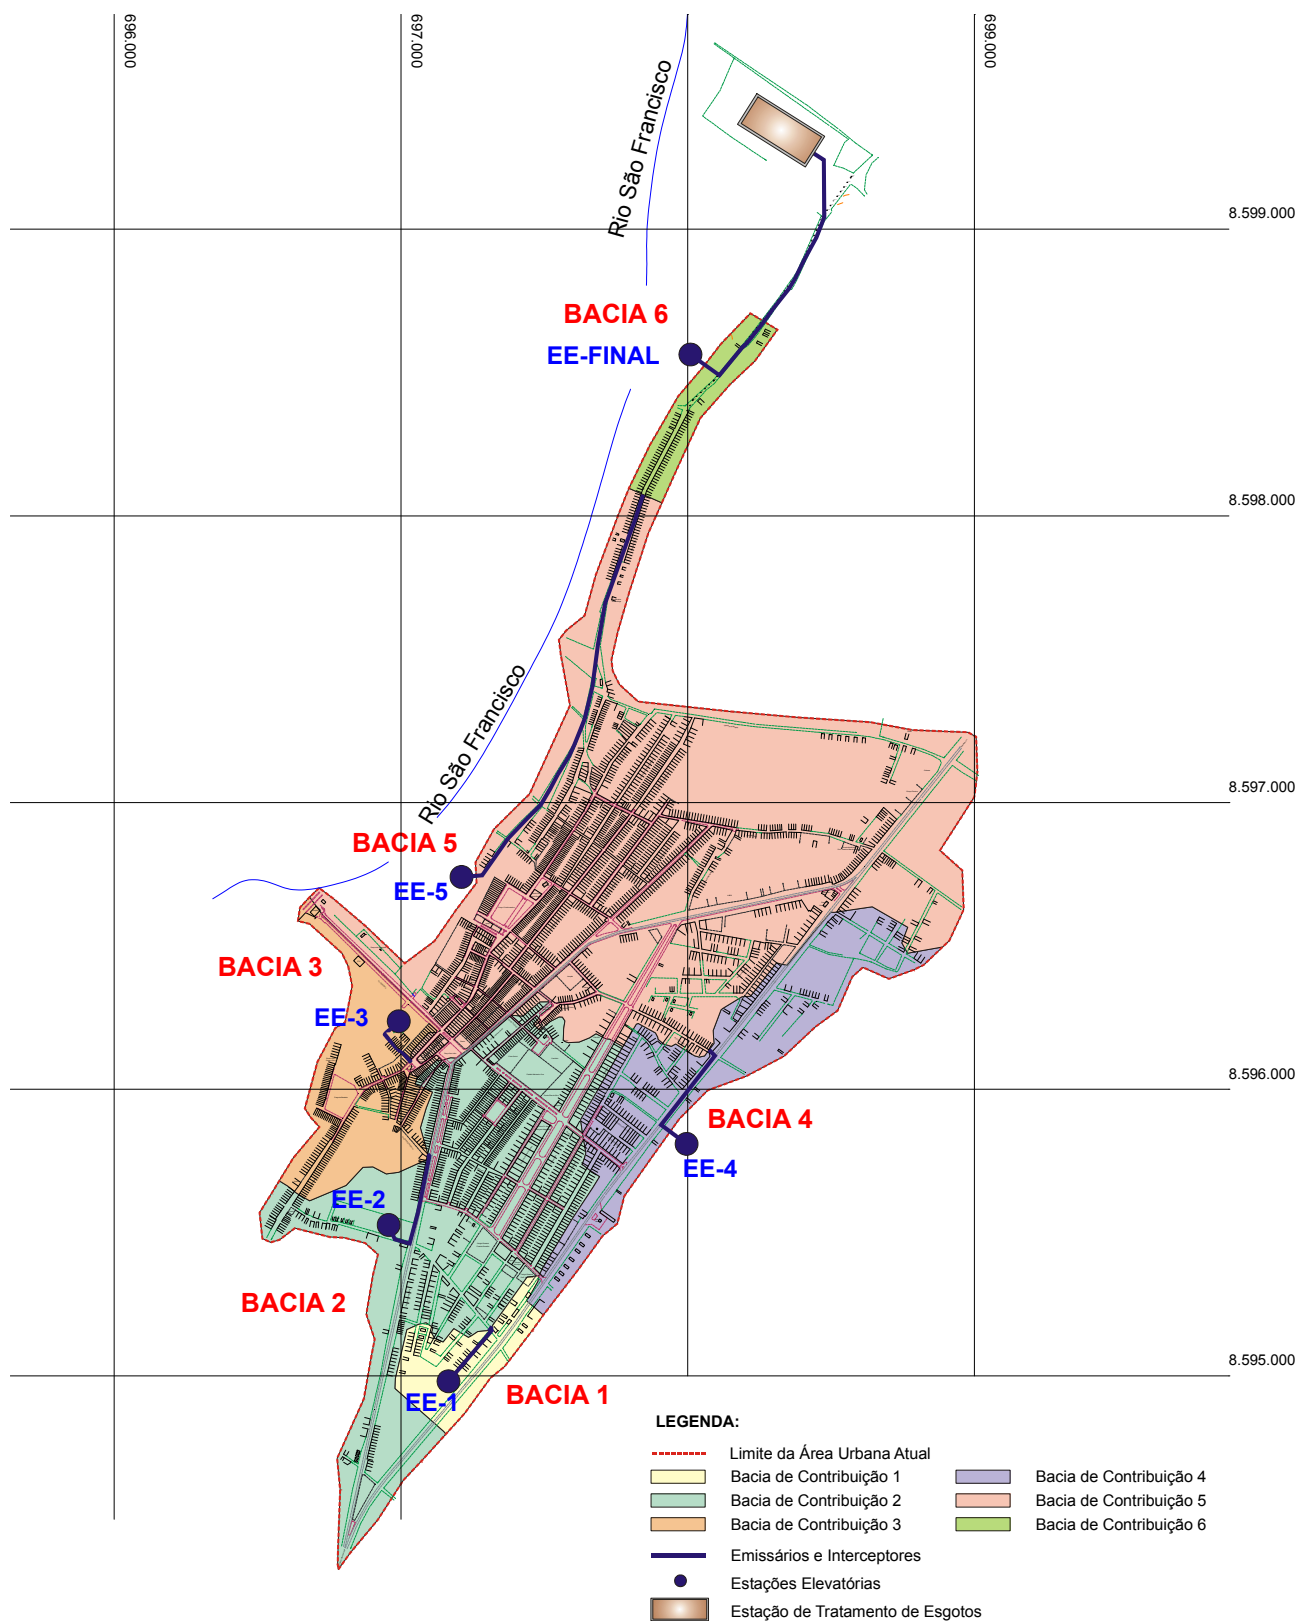 696.000
697.000
699.000
Rio São Francisco
8.599.000
BACIA 6
EE-FINAL
8.598.000
Rio São Francisco
8.597.000
BACIA 5
EE-5
BACIA 3
EE-3
8.596.000
BACIA 4
EE-4
EE-2
BACIA 2
8.595.000
EE-1
BACIA 1
LEGENDA:
Limite da Área Urbana Atual
Bacia de Contribuição 1
Bacia de Contribuição 4
Bacia de Contribuição 2
Bacia de Contribuição 5
Bacia de Contribuição 3
Bacia de Contribuição 6
Emissários e Interceptores
Estações Elevatórias
Estação de Tratamento de Esgotos